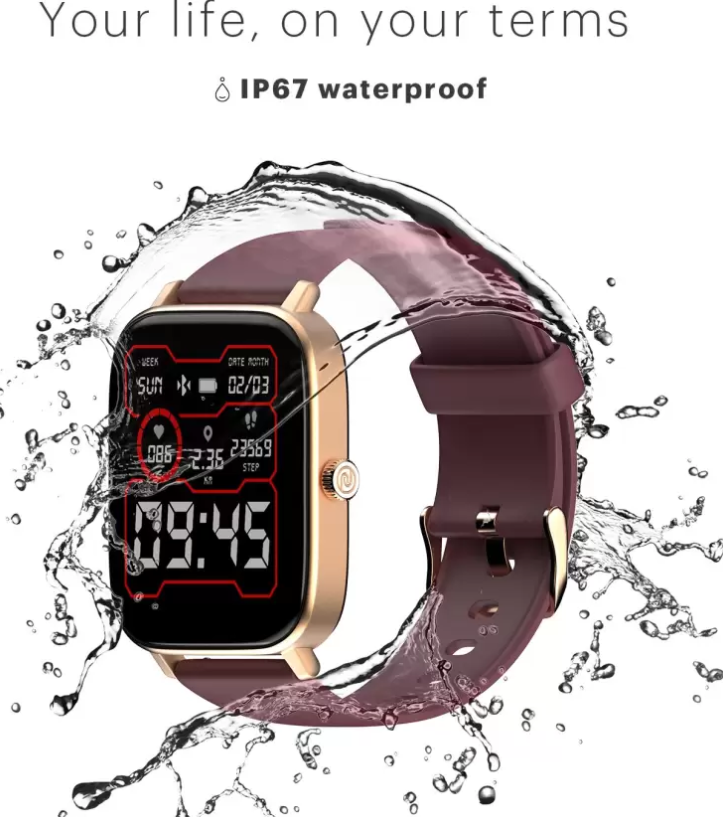 Your life, on your terms
IP67 waterproof
WEEK
DATE MONTH
SUN
02/03
086
2.36
23569
KM
STEP
09:45